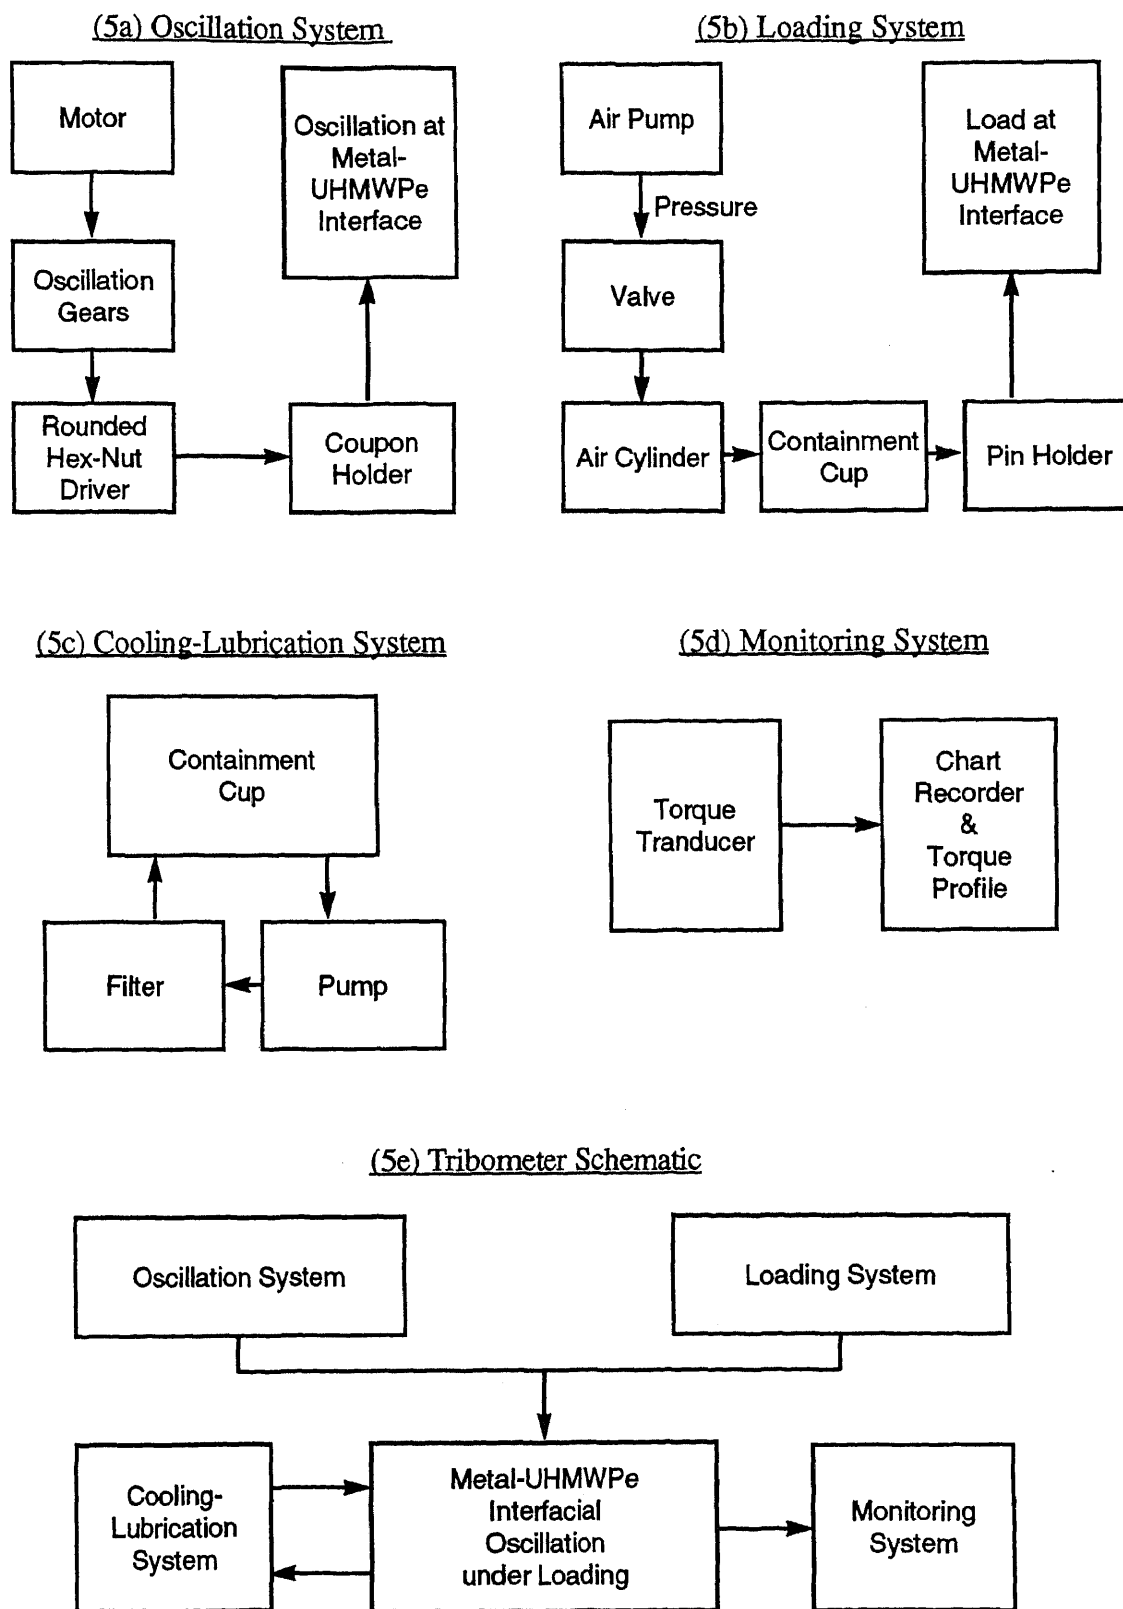 (5a) Oscillation System
Motor
Oscillation
Gears
Rounded
Hex-Nut
Driver
Coupon
Holder
Oscillation at
Metal-
UHMWPe
Interface
(5b) Loading System
Air Pump
Pressure
Valve
Air Cylinder
Containment
Cup
Pin Holder
Load at
Metal-
UHMWPe
Interface
(5c) Cooling-Lubrication System
Containment
Cup
Filter
Pump
(5d) Monitoring System
Torque
Tranducer
Chart
Recorder
&
Torque
Profile
(5e) Tribometer Schematic
Oscillation System
Loading System
Cooling-
Lubrication
System
Metal-UHMWPe
Interfacial
Oscillation
under Loading
Monitoring
System